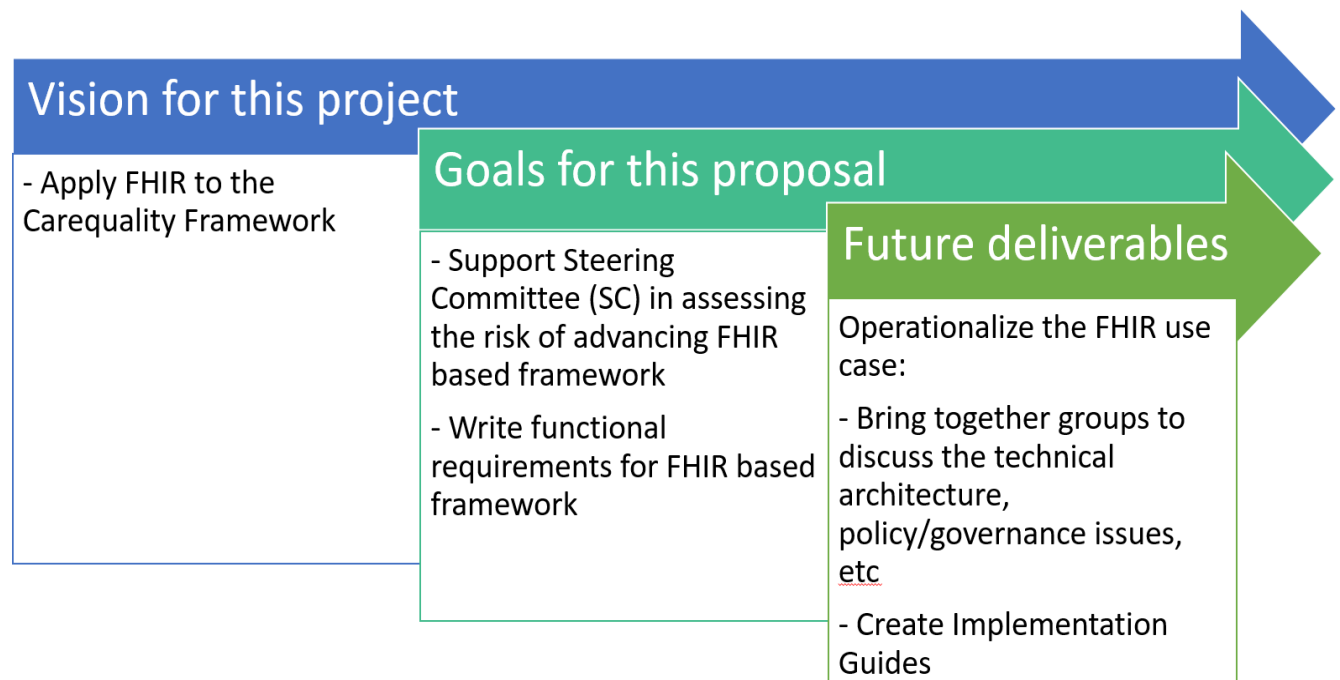 Vision for this project
- Apply FHIR to the
Carequality Framework
Goals for this proposal
- Support Steering
Committee (SC) in assessing
the risk of advancing FHIR
based framework
- Write functional
requirements for FHIR based
framework
Future deliverables
Operationalize the FHIR use
case:
- Bring together groups to
discuss the technical
architecture,
policy/governance issues,
etc
- Create Implementation
Guides